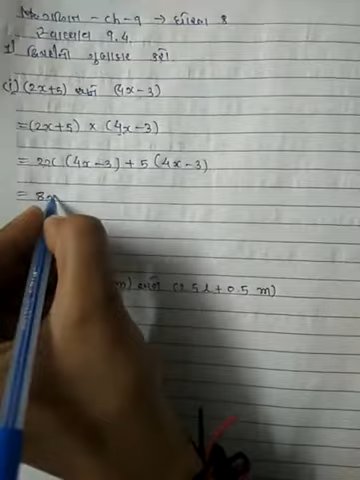 ગણિત - ch-9 → ધોરણ 8
સ્વાધ્યાય 9.4
1) દ્વિપદીનો ગુણાકાર કરો
(i) (2x+5) અને (4x-3)
= (2x+5) × (4x-3)
= 2x (4x-3) + 5 (4x-3)
= 8x
m) અને (2.5l + 0.5 m)